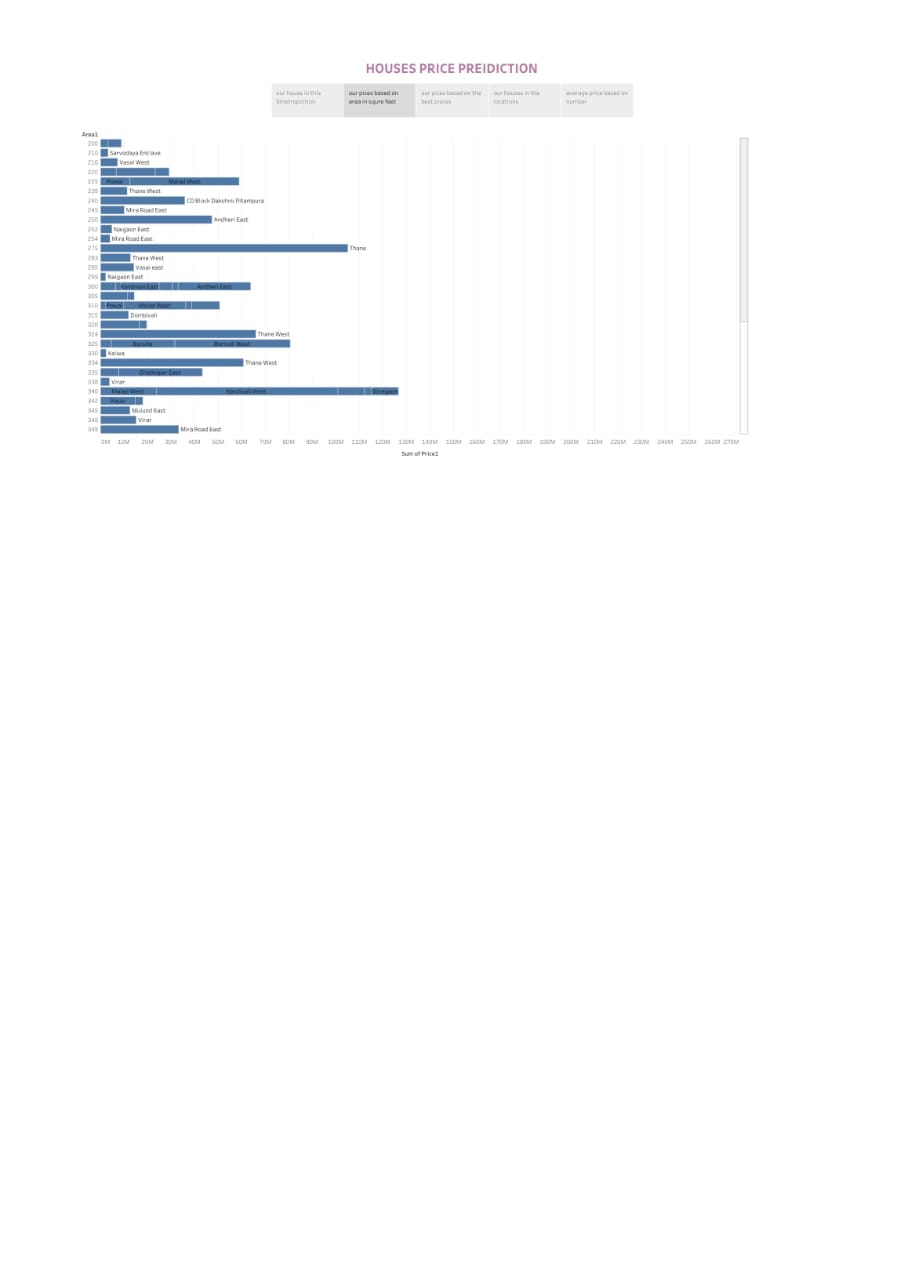 HOUSES PRICE PREIDICTION
our house in this
our pices based on
area in squre feet
our pices based on the
best places
our houses in the
locations
average price based on
number
Area1
200
210 Sarvodaya Enclave
216 Vasai West
220
225 Powai Malad West
239 Thane West
240 CD Block Dakshini Pitampura
245 Mira Road East
250 Andheri East
252 Naigaon East
254 Mira Road East
275 Thane
283 Thane West
285 Vasai east
299 Naigaon East
300 Kandivali East Andheri East
305
310 Powai Malad West
315 Dombivali
320
324 Thane West
325 Byculla Borivali West
330 Kalwa
334 Thane West
335 Ghatkopar East
338 Virar
340 Malad West Kandivali West Goregaon
342 Vasai
345 Mulund East
348 Virar
349 Mira Road East
0M 10M 20M 30M 40M 50M 60M 70M 80M 90M 100M 110M 120M 130M 140M 150M 160M 170M 180M 190M 200M 210M 220M 230M 240M 250M 260M 270M
Sum of Price1